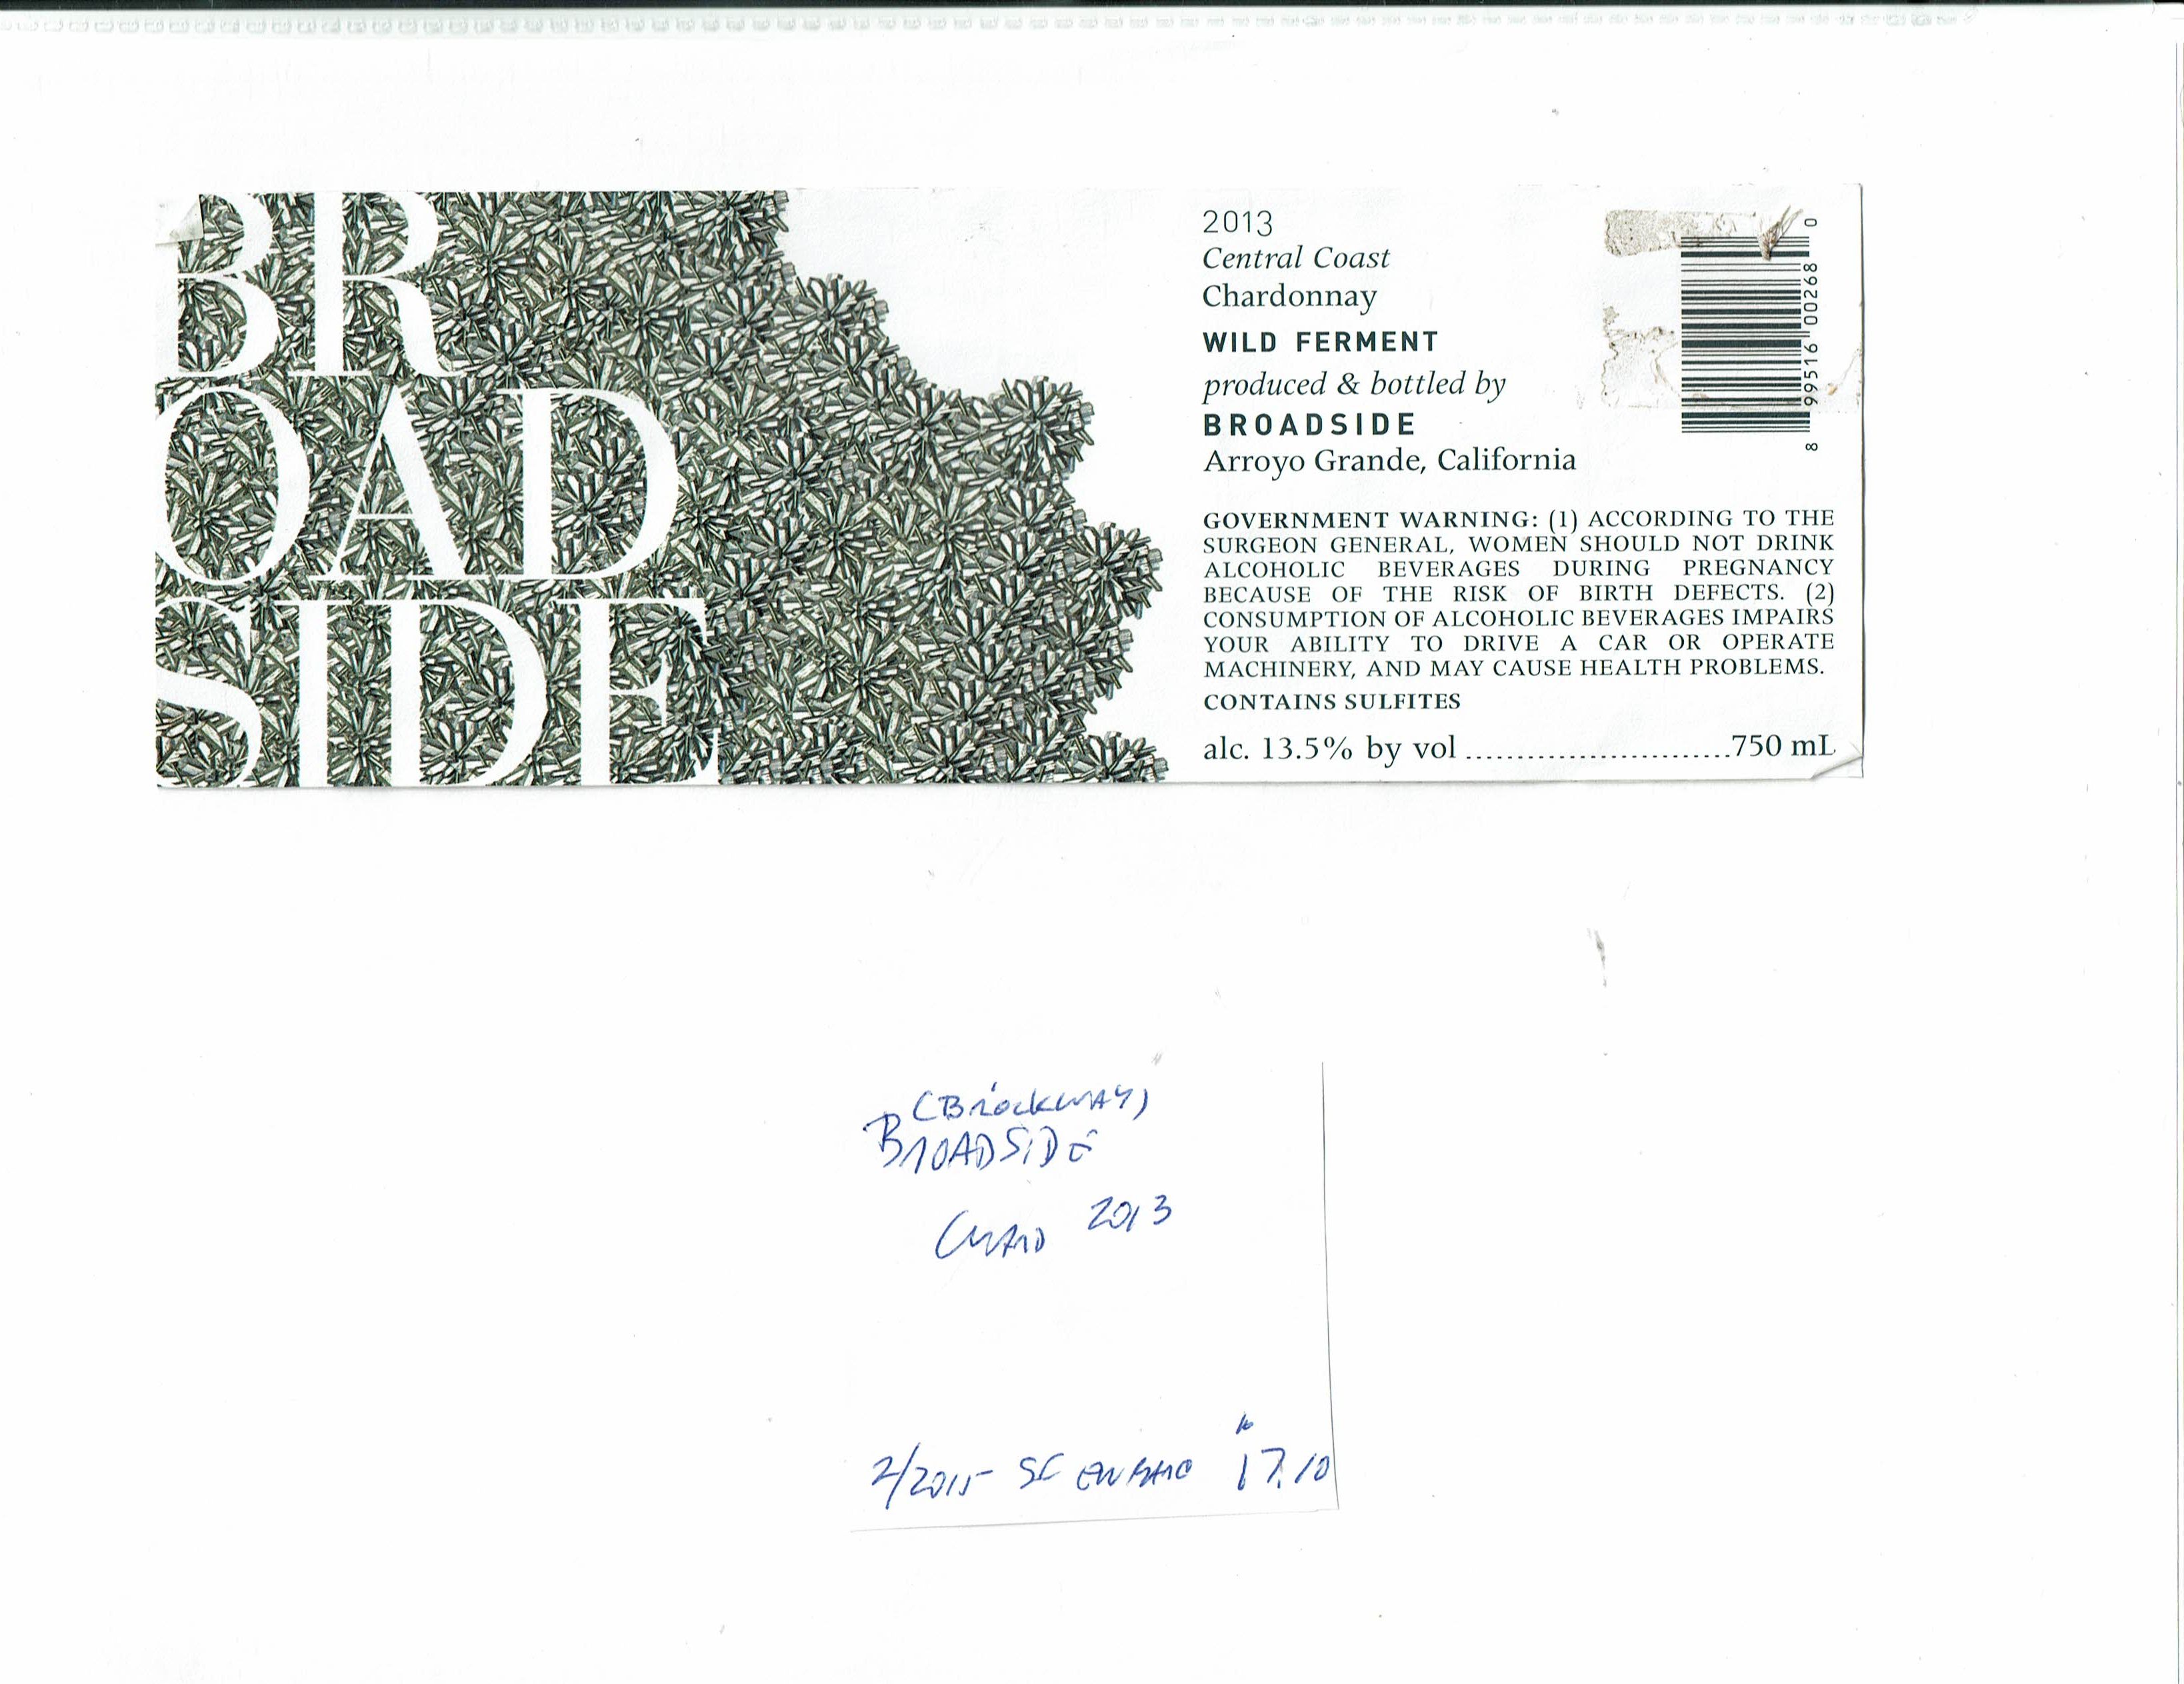 BR
OAD
SIDE
2013
Central Coast
Chardonnay
WILD FERMENT
produced & bottled by
BROADSIDE
Arroyo Grande, California
8 99516 00268 0
GOVERNMENT WARNING: (1) ACCORDING TO THE
SURGEON GENERAL, WOMEN SHOULD NOT DRINK
ALCOHOLIC BEVERAGES DURING PREGNANCY
BECAUSE OF THE RISK OF BIRTH DEFECTS. (2)
CONSUMPTION OF ALCOHOLIC BEVERAGES IMPAIRS
YOUR ABILITY TO DRIVE A CAR OR OPERATE
MACHINERY, AND MAY CAUSE HEALTH PROBLEMS.
CONTAINS SULFITES
alc. 13.5% by vol ............................750 mL
(BrockwAY)
BROADSIDE
CHARD 2013
2/2015 SF 17.10